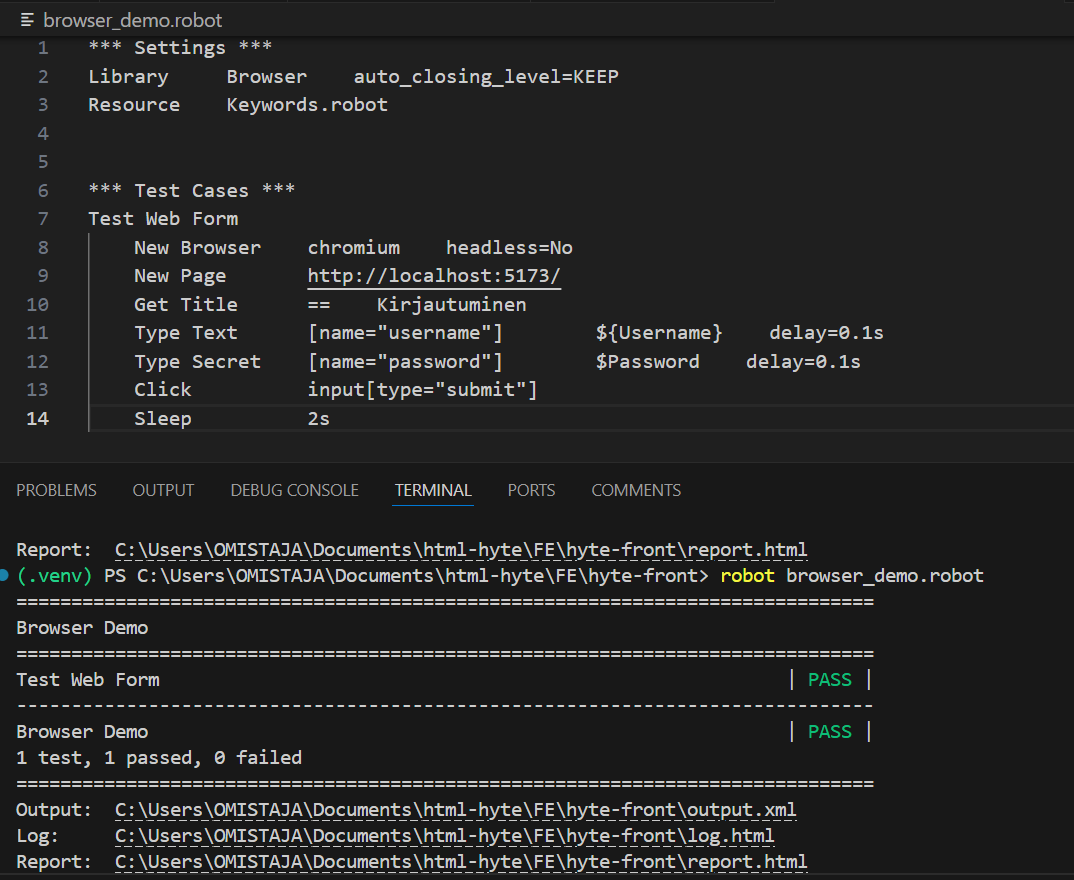 browser_demo.robot
1 *** Settings ***
2 Library Browser auto_closing_level=KEEP
3 Resource Keywords.robot
4
5
6 *** Test Cases ***
7 Test Web Form
8 New Browser chromium headless=No
9 New Page http://localhost:5173/
10 Get Title == Kirjautuminen
11 Type Text [name="username"] ${Username} delay=0.1s
12 Type Secret [name="password"] $Password delay=0.1s
13 Click input[type="submit"]
14 Sleep 2s
PROBLEMS OUTPUT DEBUG CONSOLE TERMINAL PORTS COMMENTS
Report: C:\Users\OMISTAJA\Documents\html-hyte\FE\hyte-front\report.html
(.venv) PS C:\Users\OMISTAJA\Documents\html-hyte\FE\hyte-front> robot browser_demo.robot
==============================================================================
Browser Demo
==============================================================================
Test Web Form | PASS |
------------------------------------------------------------------------------
Browser Demo | PASS |
1 test, 1 passed, 0 failed
==============================================================================
Output: C:\Users\OMISTAJA\Documents\html-hyte\FE\hyte-front\output.xml
Log: C:\Users\OMISTAJA\Documents\html-hyte\FE\hyte-front\log.html
Report: C:\Users\OMISTAJA\Documents\html-hyte\FE\hyte-front\report.html